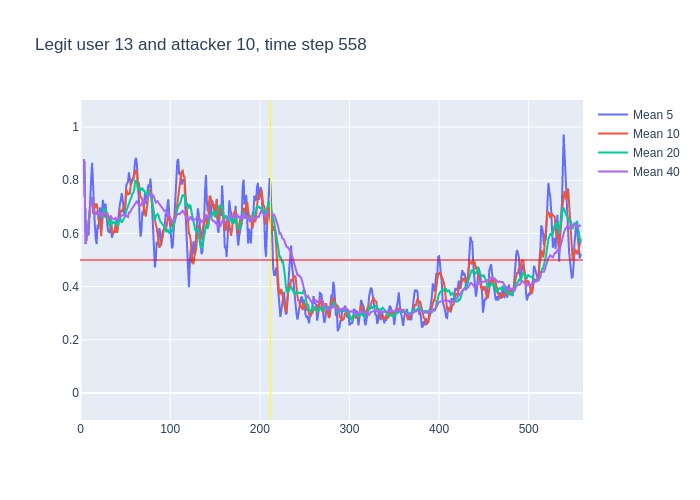 Legit user 13 and attacker 10, time step 558
Mean 5
Mean 10
Mean 20
Mean 40
1
0.8
0.6
0.4
0.2
0
0 100 200 300 400 500